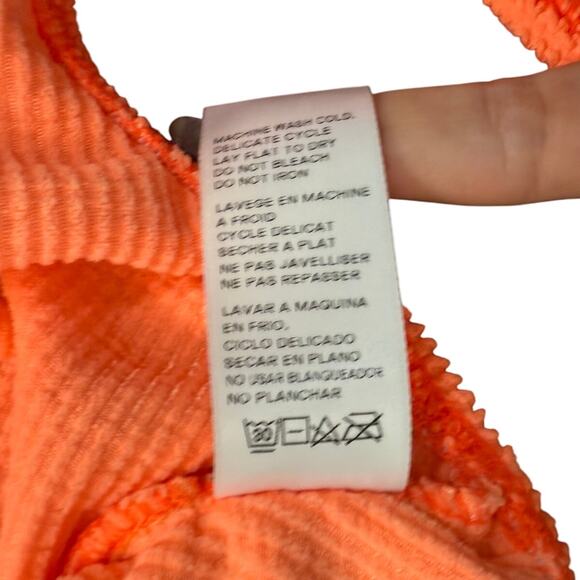 MACHINE WASH COLD.
DELICATE CYCLE
LAY FLAT TO DRY
DO NOT BLEACH
DO NOT IRON
LAVEGE EN MACHINE
A FROID
CYCLE DELICAT
SECHER A PLAT
NE PAS JAVELLISER
NE PAS REPASSER
LAVAR A MAQUINA
EN FRIO.
CICLO DELICADO
SECAR EN PLANO
NO USAR BLANQUEADOR
NO PLANCHAR
30